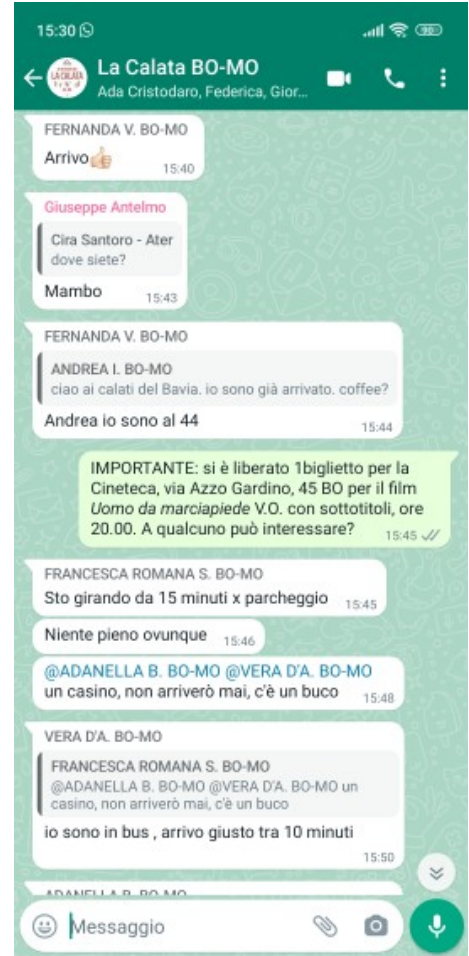 15:30
La Calata BO-MO
Ada Cristodaro, Federica, Gior...
FERNANDA V. BO-MO
Arrivo👍🏻
15:40
Giuseppe Antelmo
Cira Santoro - Ater
dove siete?
Mambo
15:43
FERNANDA V. BO-MO
ANDREA I. BO-MO
ciao ai calati del Bavia. io sono già arrivato. coffee?
Andrea io sono al 44
15:44
IMPORTANTE: si è liberato 1biglietto per la
Cineteca, via Azzo Gardino, 45 BO per il film
Uomo da marciapiede V.O. con sottotitoli, ore
20.00. A qualcuno può interessare?
15:45
FRANCESCA ROMANA S. BO-MO
Sto girando da 15 minuti x parcheggio
15:45
Niente pieno ovunque
15:46
@ADANELLA B. BO-MO @VERA D'A. BO-MO
un casino, non arriverò mai, c'è un buco
15:48
VERA D'A. BO-MO
FRANCESCA ROMANA S. BO-MO
@ADANELLA B. BO-MO @VERA D'A. BO-MO un
casino, non arriverò mai, c'è un buco
io sono in bus , arrivo giusto tra 10 minuti
15:50
ADANELLA B. BO-MO
Messaggio